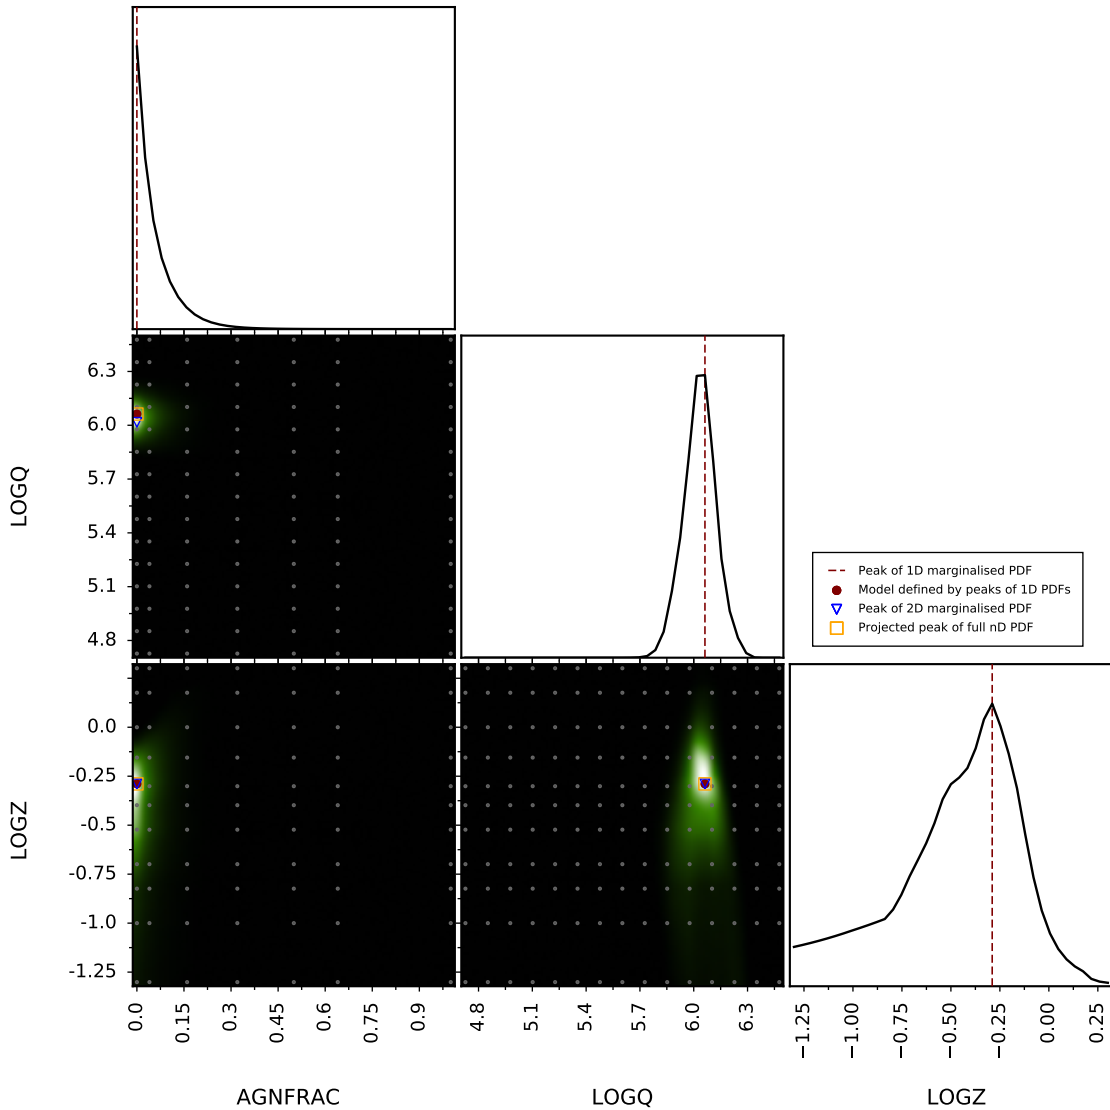 LOGQ
6.3
6.0
5.7
5.4
5.1
4.8
Peak of 1D marginalised PDF
Model defined by peaks of 1D PDFs
Peak of 2D marginalised PDF
Projected peak of full nD PDF
LOGZ
0.0
-0.25
-0.5
-0.75
-1.0
-1.25
0.0 0.15 0.3 0.45 0.6 0.75 0.9
4.8 5.1 5.4 5.7 6.0 6.3
−1.25 −1.00 −0.75 −0.50 −0.25 0.00 0.25
AGNFRAC LOGQ LOGZ